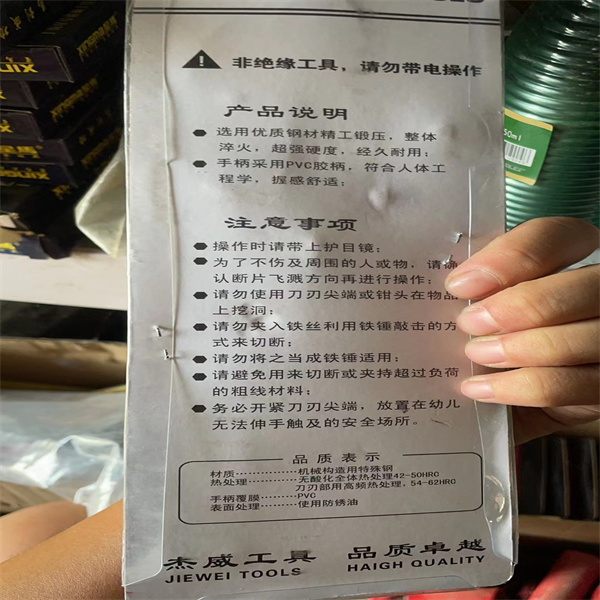 非绝缘工具，请勿带电操作
产品说明
选用优质钢材精工锻压，整体
淬火，超强硬度，经久耐用；
手柄采用PVC胶柄，符合人体工
程学，握感舒适；
注意事项
操作时请带上护目镜；
为了不伤及周围的人或物，请确
认断片飞溅方向再进行操作；
请勿使用刀刃尖端或钳头在物品
上挖洞；
请勿夹入铁丝利用铁锤敲击的方
式来切断；
请勿将之当成铁锤适用；
请避免用来切断或夹持超过负荷
的粗线材料；
务必开紧刀刃尖端，放置在幼儿
无法伸手触及的安全场所。
品质表示
材质··············机械构造用特殊钢
热处理············无酸化全体热处理42-50HRC
刀刃部用高频热处理，54-62HRC
手柄覆膜··········PVC
表面处理··········使用防锈油
杰威工具 品质卓越
JIEWEI TOOLS HAIGH QUALITY
50ml